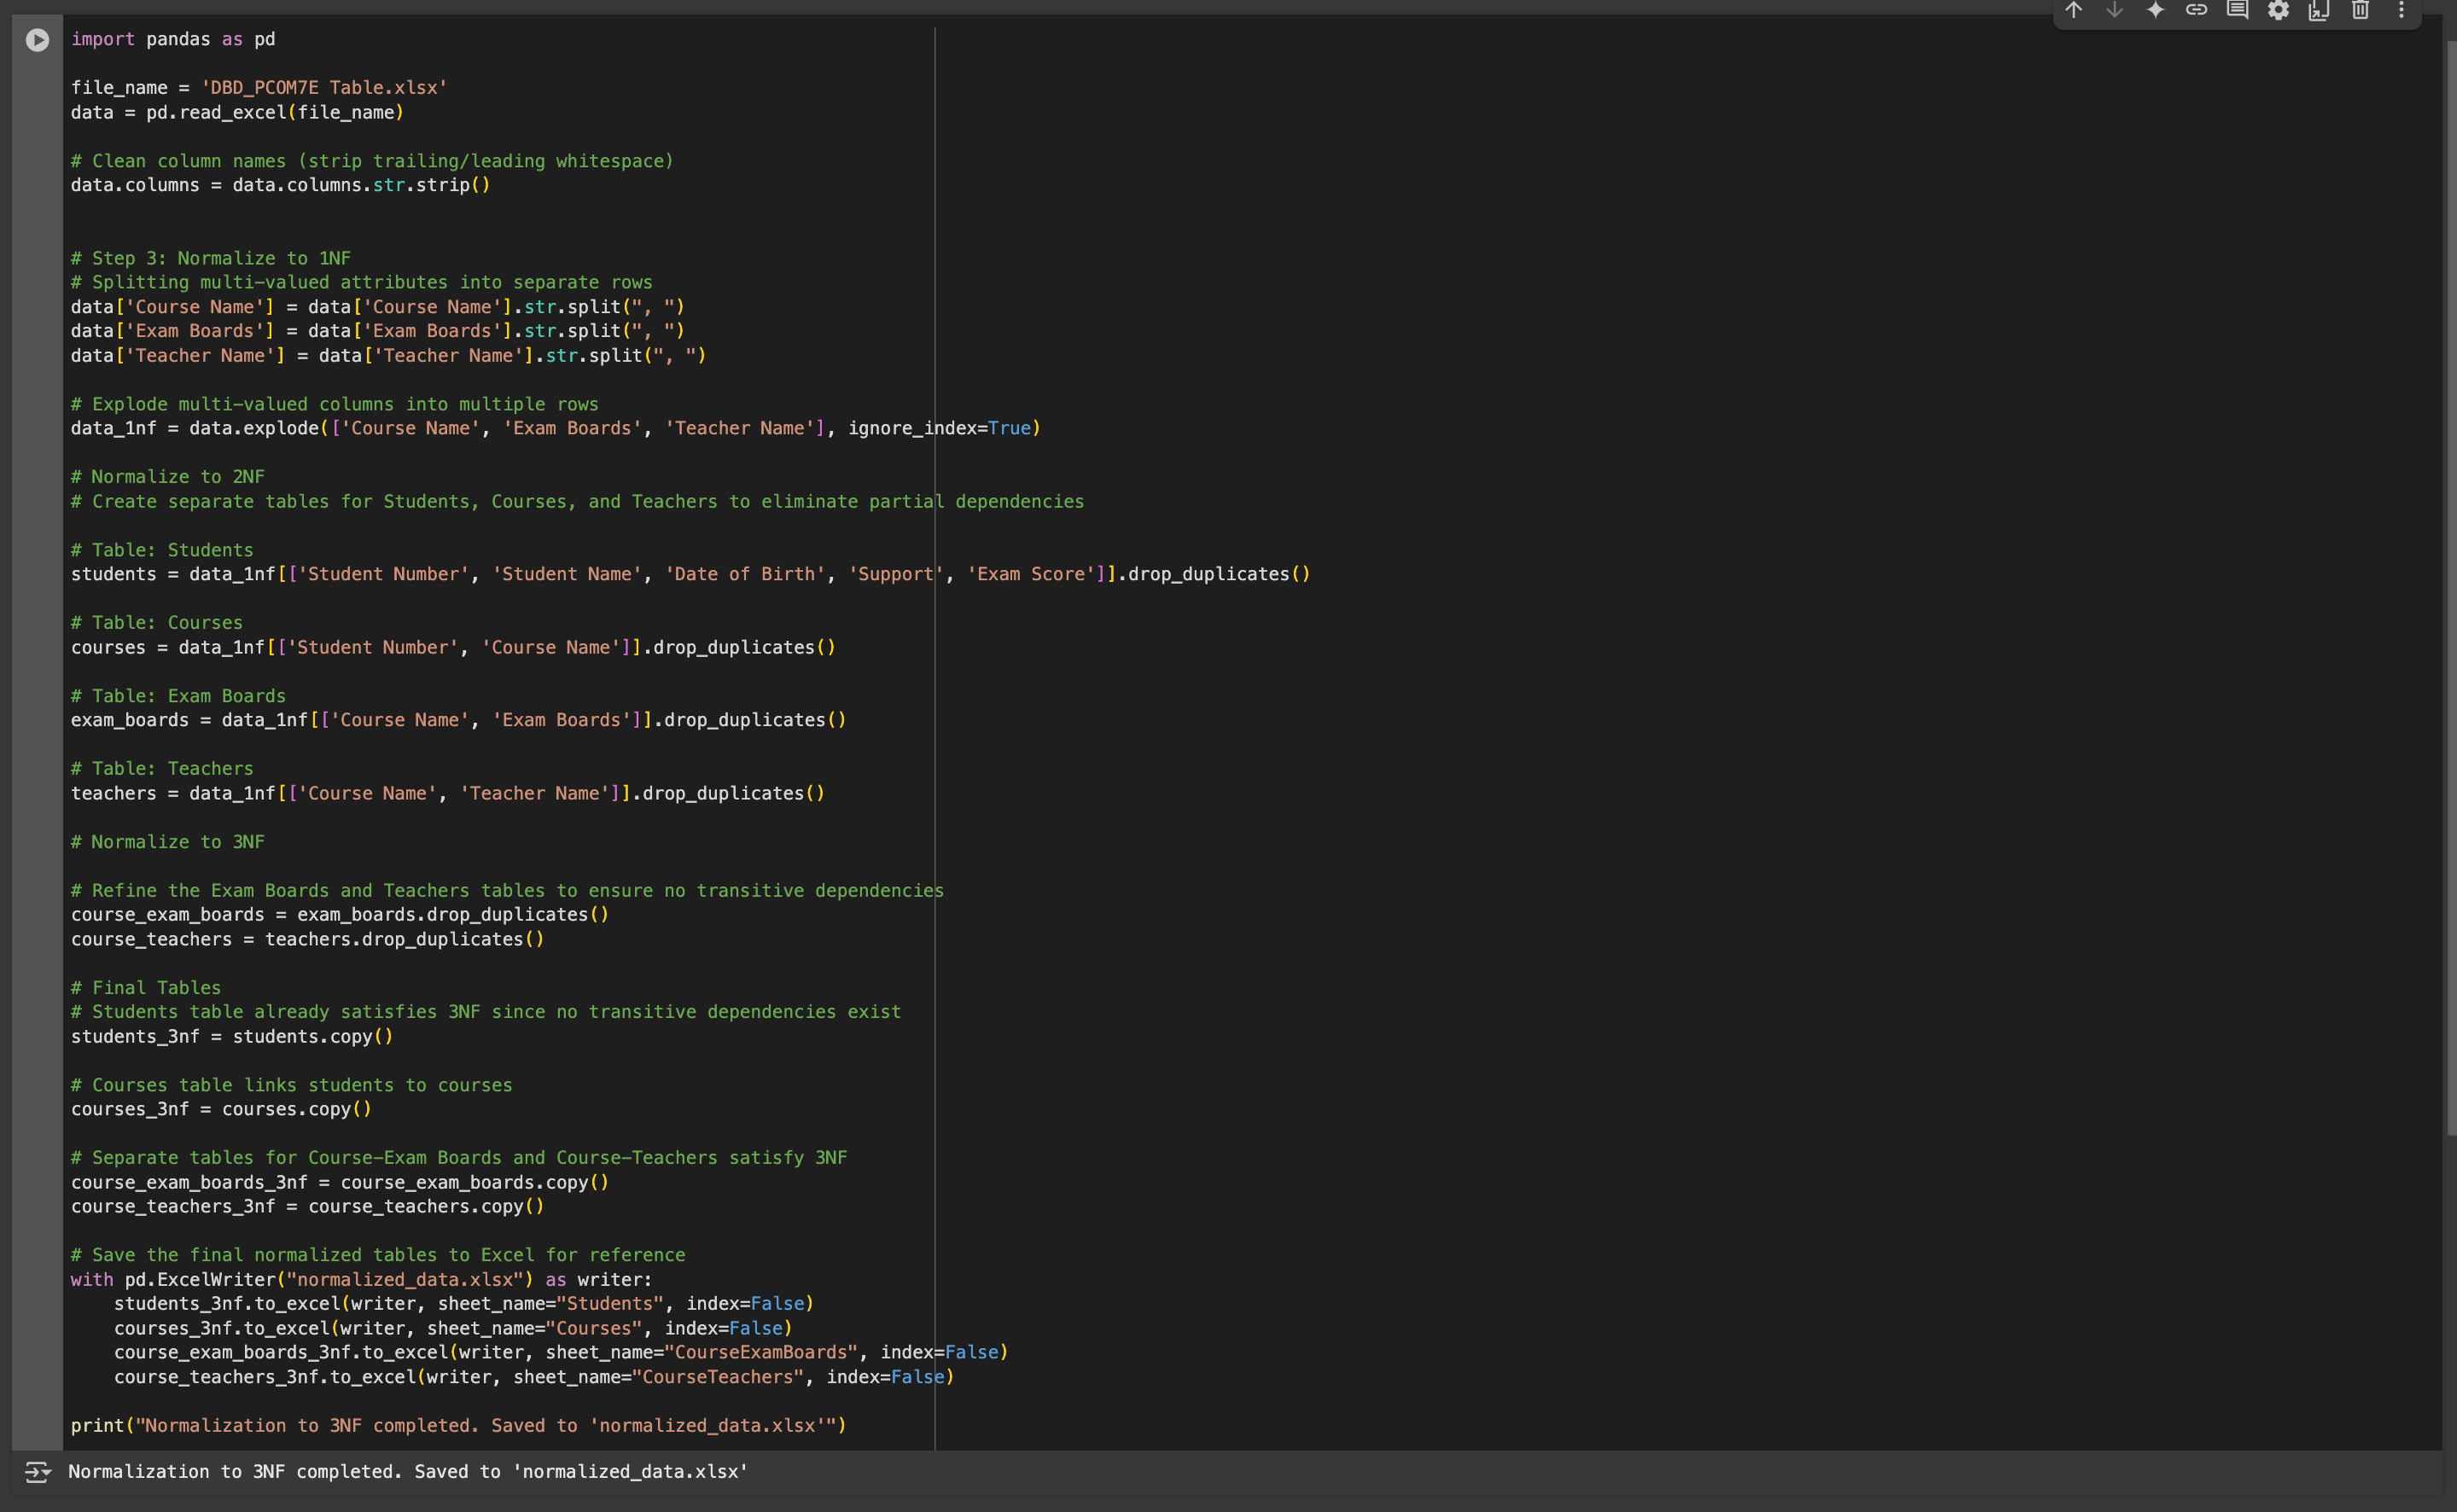 import pandas as pd
file_name = 'DBD_PCOM7E Table.xlsx'
data = pd.read_excel(file_name)
# Clean column names (strip trailing/leading whitespace)
data.columns = data.columns.str.strip()
# Step 3: Normalize to 1NF
# Splitting multi-valued attributes into separate rows
data['Course Name'] = data['Course Name'].str.split(", ")
data['Exam Boards'] = data['Exam Boards'].str.split(", ")
data['Teacher Name'] = data['Teacher Name'].str.split(", ")
# Explode multi-valued columns into multiple rows
data_1nf = data.explode(['Course Name', 'Exam Boards', 'Teacher Name'], ignore_index=True)
# Normalize to 2NF
# Create separate tables for Students, Courses, and Teachers to eliminate partial dependencies
# Table: Students
students = data_1nf[['Student Number', 'Student Name', 'Date of Birth', 'Support', 'Exam Score']].drop_duplicates()
# Table: Courses
courses = data_1nf[['Student Number', 'Course Name']].drop_duplicates()
# Table: Exam Boards
exam_boards = data_1nf[['Course Name', 'Exam Boards']].drop_duplicates()
# Table: Teachers
teachers = data_1nf[['Course Name', 'Teacher Name']].drop_duplicates()
# Normalize to 3NF
# Refine the Exam Boards and Teachers tables to ensure no transitive dependencies
course_exam_boards = exam_boards.drop_duplicates()
course_teachers = teachers.drop_duplicates()
# Final Tables
# Students table already satisfies 3NF since no transitive dependencies exist
students_3nf = students.copy()
# Courses table links students to courses
courses_3nf = courses.copy()
# Separate tables for Course-Exam Boards and Course-Teachers satisfy 3NF
course_exam_boards_3nf = course_exam_boards.copy()
course_teachers_3nf = course_teachers.copy()
# Save the final normalized tables to Excel for reference
with pd.ExcelWriter("normalized_data.xlsx") as writer:
    students_3nf.to_excel(writer, sheet_name="Students", index=False)
    courses_3nf.to_excel(writer, sheet_name="Courses", index=False)
    course_exam_boards_3nf.to_excel(writer, sheet_name="CourseExamBoards", index=False)
    course_teachers_3nf.to_excel(writer, sheet_name="CourseTeachers", index=False)
print("Normalization to 3NF completed. Saved to 'normalized_data.xlsx'")
Normalization to 3NF completed. Saved to 'normalized_data.xlsx'